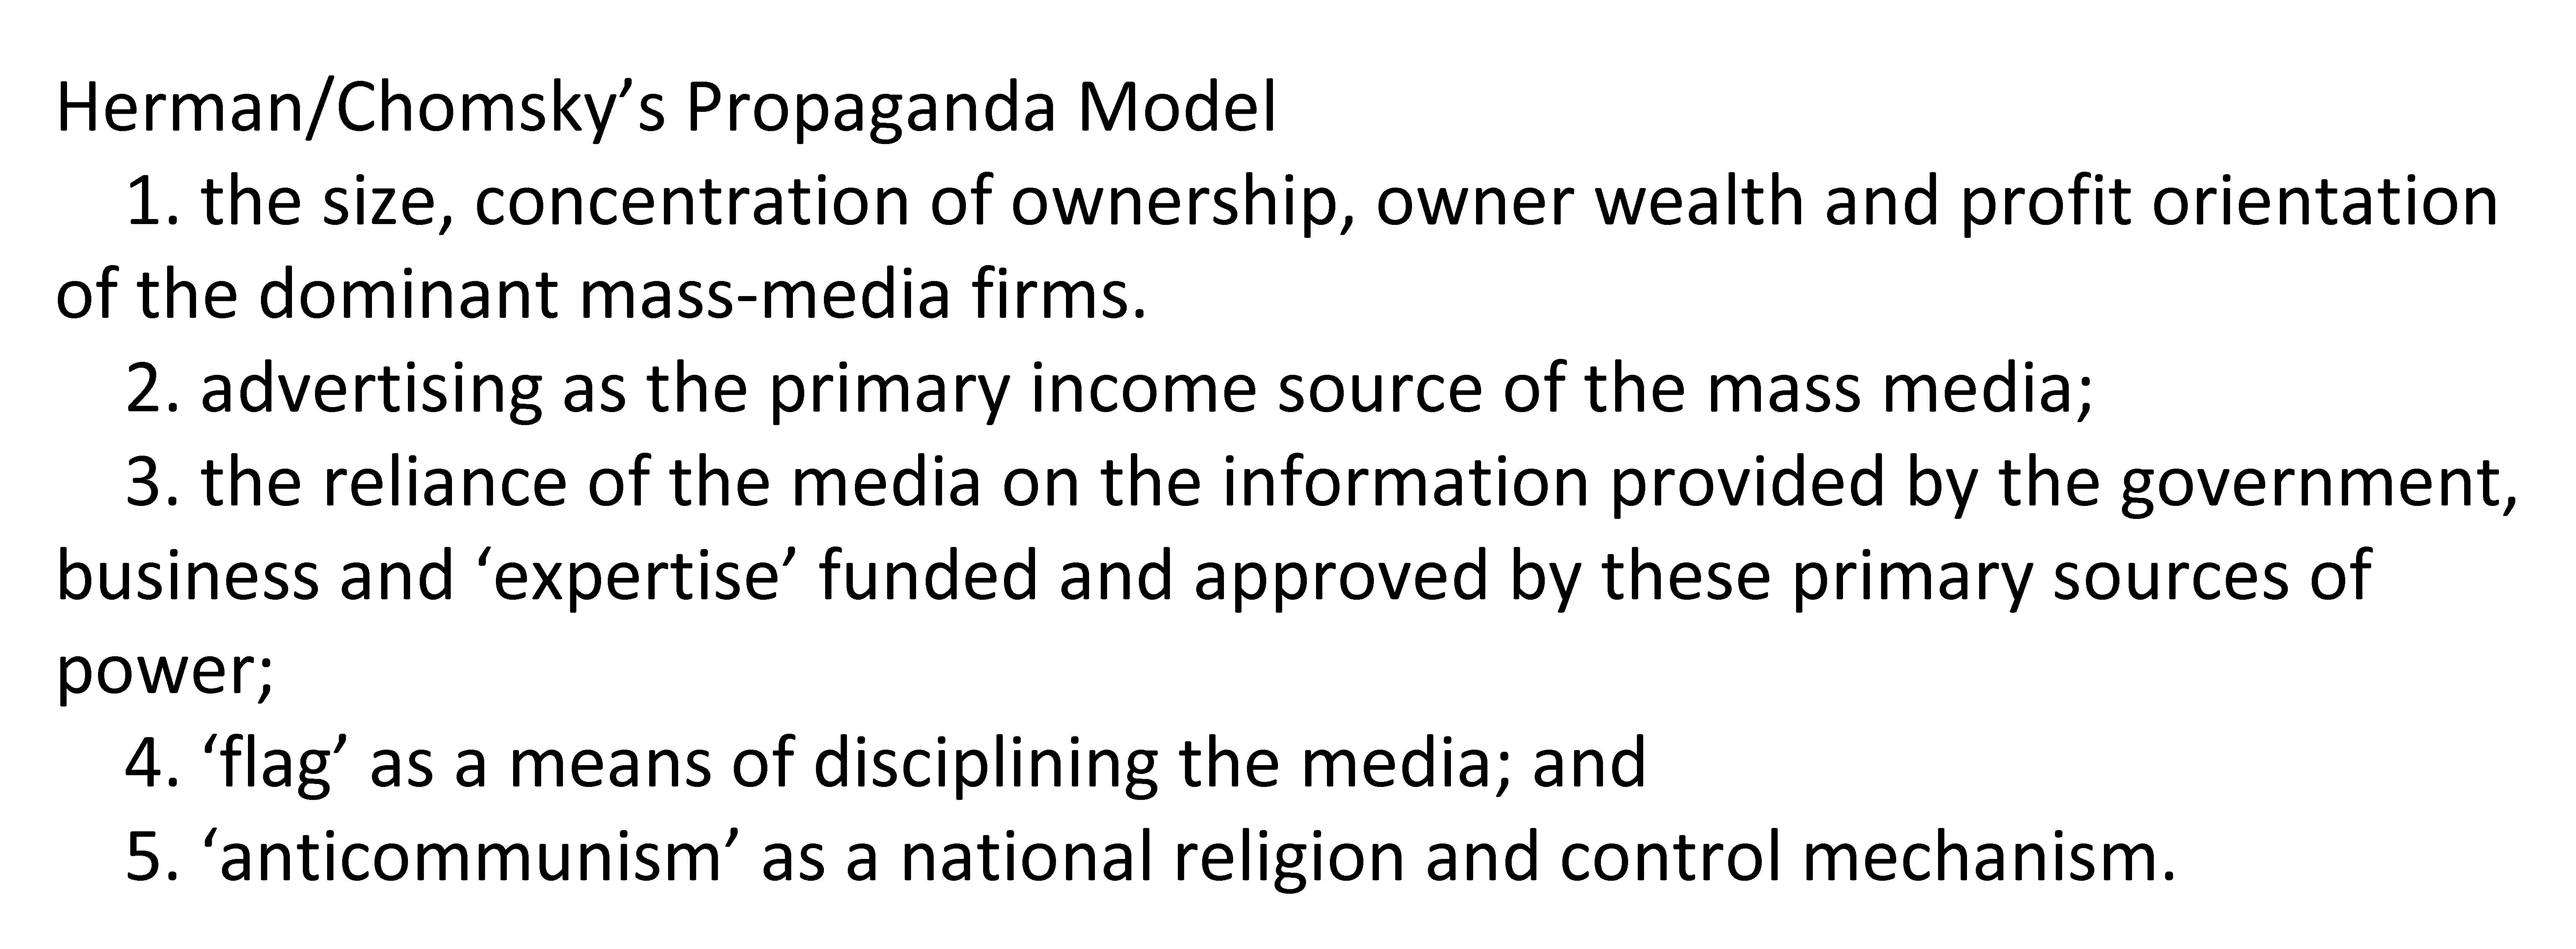 Herman/Chomsky’s Propaganda Model
1. the size, concentration of ownership, owner wealth and profit orientation
of the dominant mass-media firms.
2. advertising as the primary income source of the mass media;
3. the reliance of the media on the information provided by the government,
business and ‘expertise’ funded and approved by these primary sources of
power;
4. ‘flag’ as a means of disciplining the media; and
5. ‘anticommunism’ as a national religion and control mechanism.